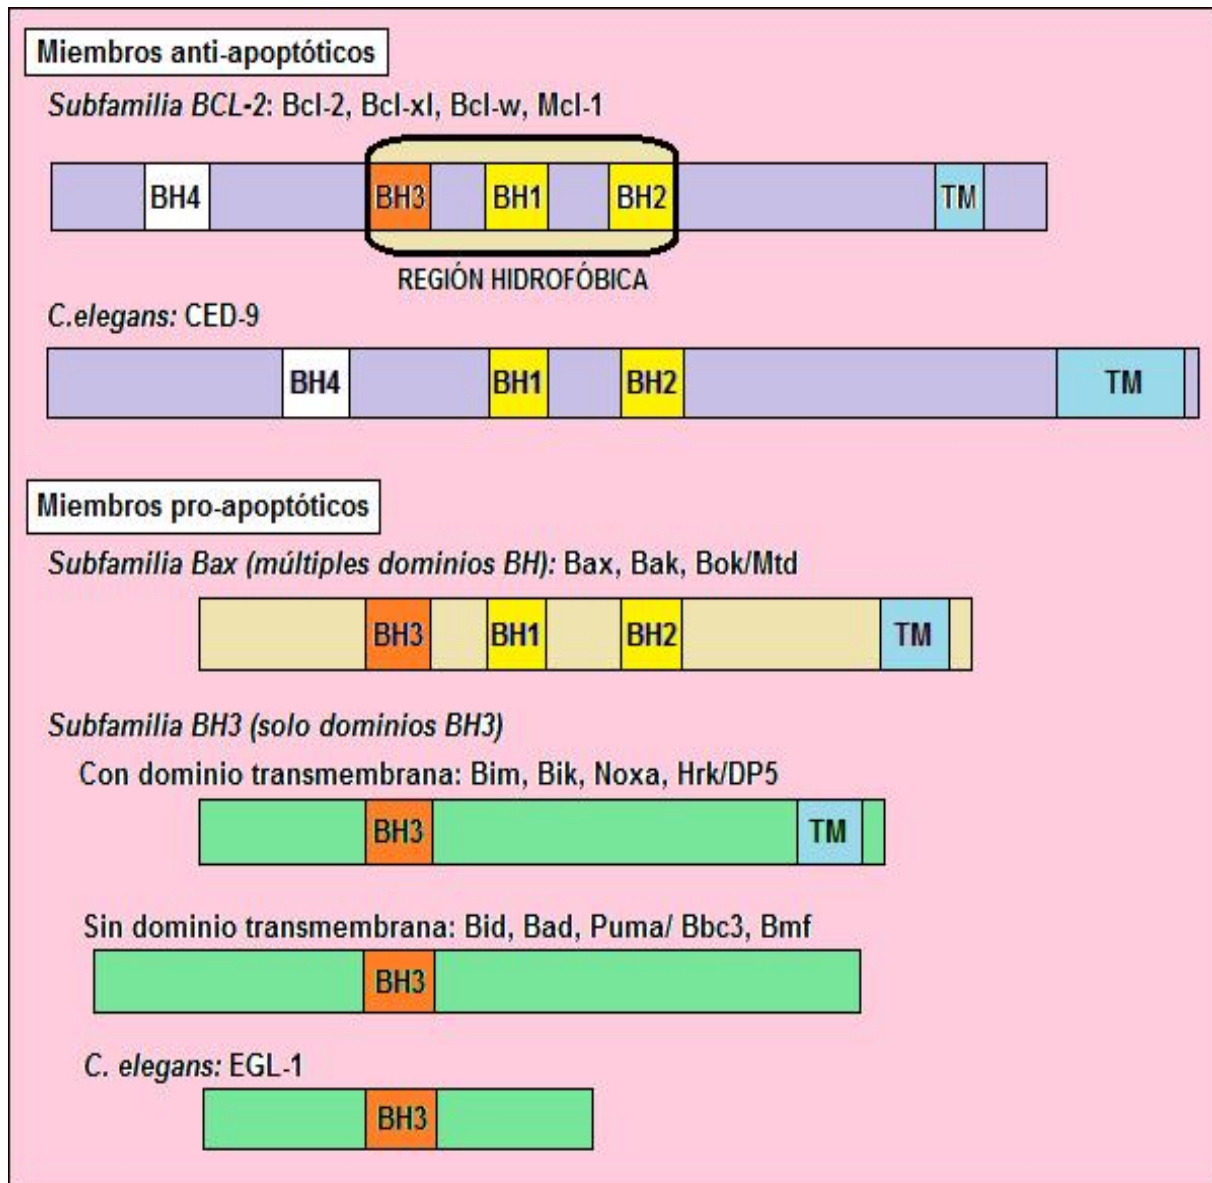 Miembros anti-apoptóticos
Subfamilia BCL-2: Bcl-2, Bcl-xl, Bcl-w, Mcl-1
BH4 BH3 BH1 BH2 TM
REGIÓN HIDROFÓBICA
C.elegans: CED-9
BH4 BH1 BH2 TM
Miembros pro-apoptóticos
Subfamilia Bax (múltiples dominios BH): Bax, Bak, Bok/Mtd
BH3 BH1 BH2 TM
Subfamilia BH3 (solo dominios BH3)
Con dominio transmembrana: Bim, Bik, Noxa, Hrk/DP5
BH3 TM
Sin dominio transmembrana: Bid, Bad, Puma/ Bbc3, Bmf
BH3
C. elegans: EGL-1
BH3